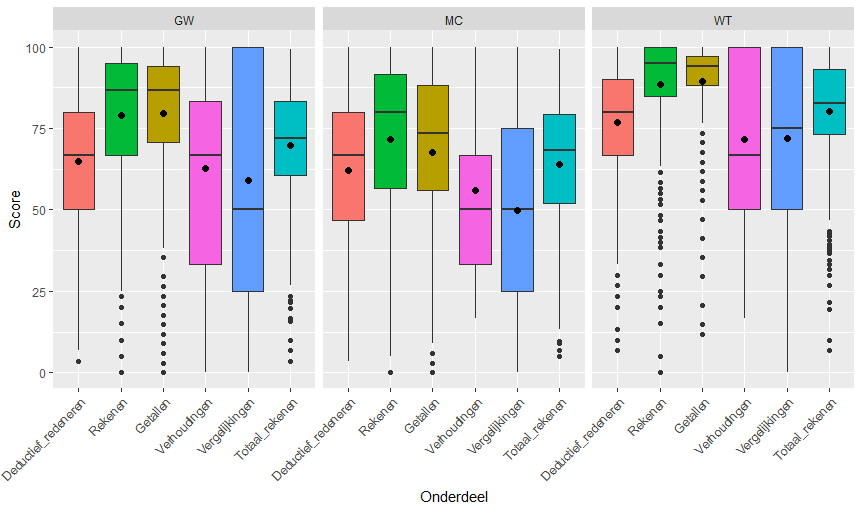 GW MC WT
Score
100
75
50
25
0
Deductief_redeneren Rekenen Getallen Verhoudingen Vergelijkingen Totaal_rekenen Deductief_redeneren Rekenen Getallen Verhoudingen Vergelijkingen Totaal_rekenen Deductief_redeneren Rekenen Getallen Verhoudingen Vergelijkingen Totaal_rekenen
Onderdeel